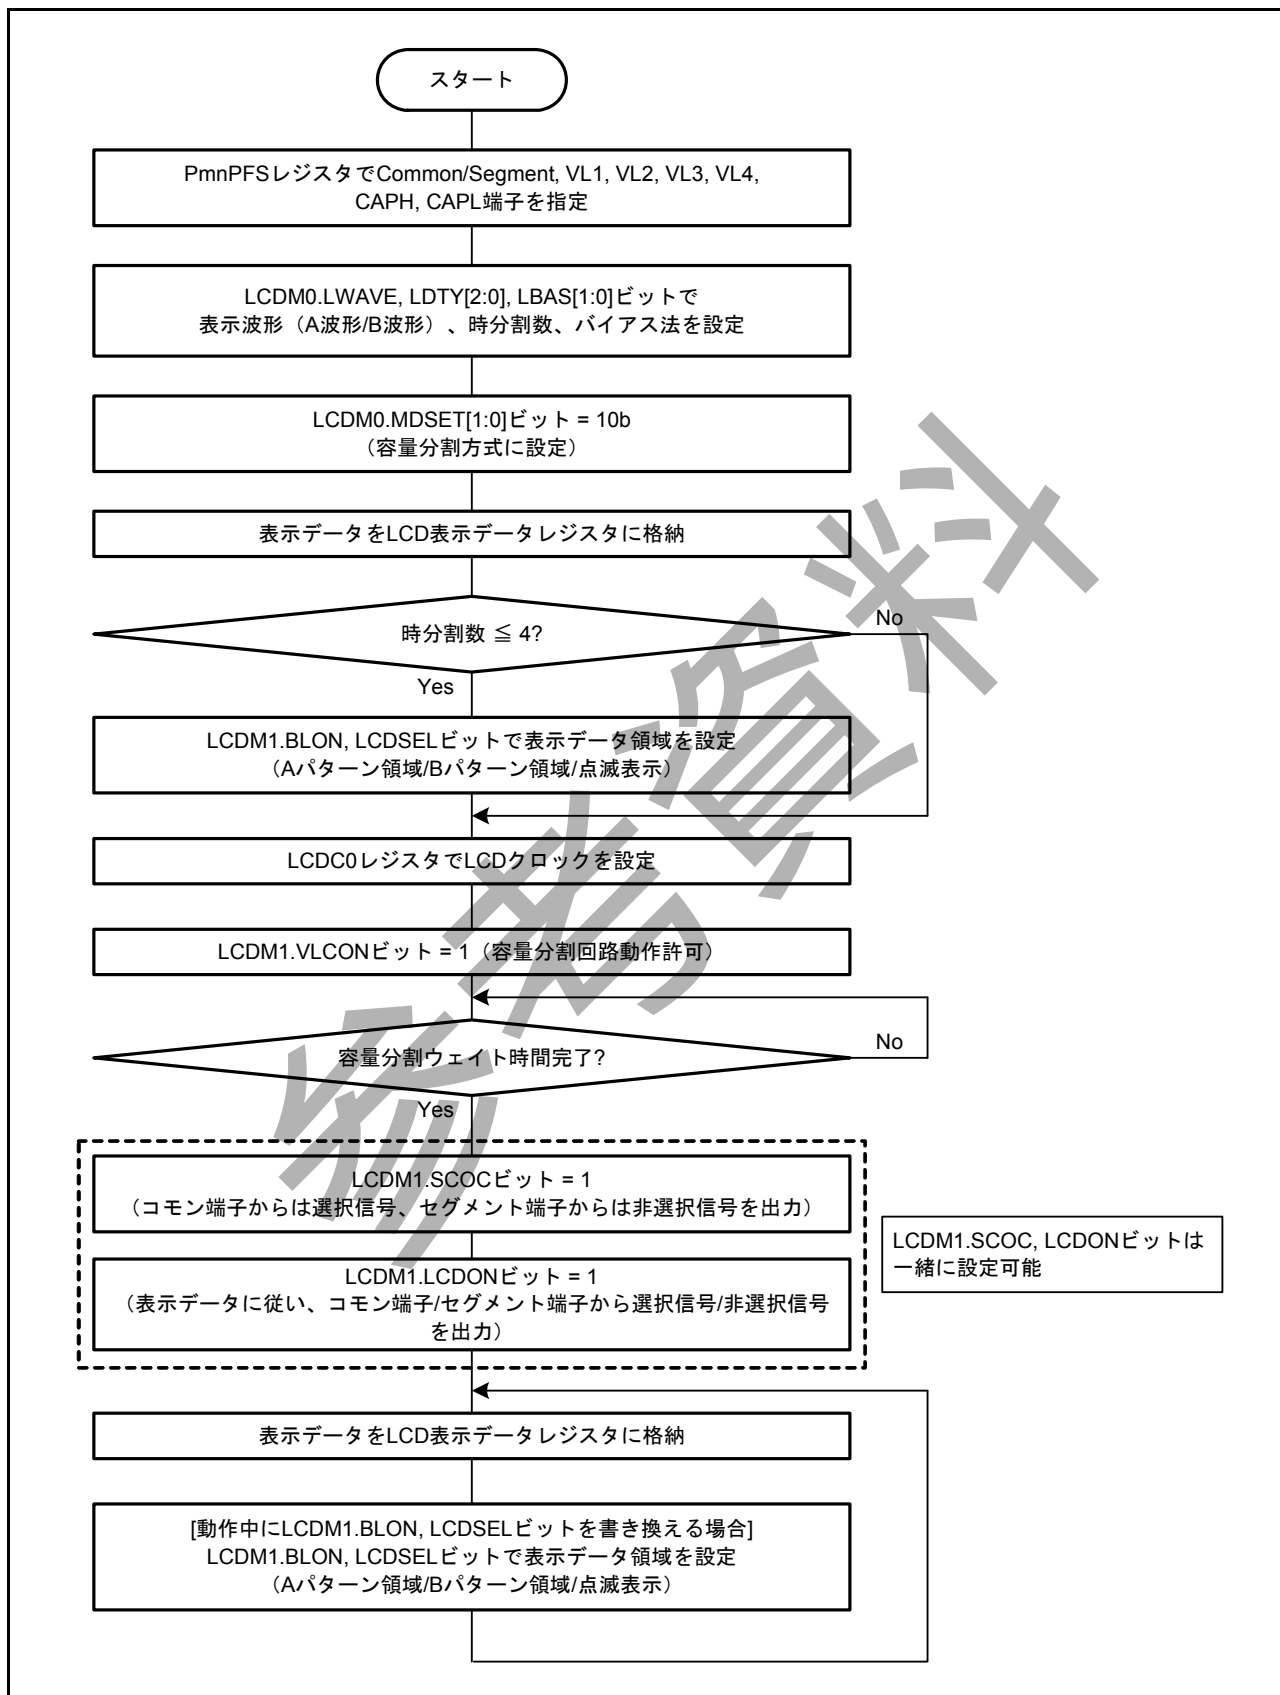 スタート
PmnPFSレジスタでCommon/Segment, VL1, VL2, VL3, VL4,
CAPH, CAPL端子を指定
LCDM0.LWAVE, LDTY[2:0], LBAS[1:0]ビットで
表示波形（A波形/B波形）、時分割数、バイアス法を設定
LCDM0.MDSET[1:0]ビット = 10b
（容量分割方式に設定）
表示データをLCD表示データレジスタに格納
時分割数 ≦ 4?
No
Yes
LCDM1.BLON, LCDSELビットで表示データ領域を設定
（Aパターン領域/Bパターン領域/点滅表示）
LCDC0レジスタでLCDクロックを設定
LCDM1.VLCONビット = 1（容量分割回路動作許可）
容量分割ウェイト時間完了?
No
Yes
LCDM1.SCOCビット = 1
（コモン端子からは選択信号、セグメント端子からは非選択信号を出力）
LCDM1.SCOC, LCDONビットは
一緒に設定可能
LCDM1.LCDONビット = 1
（表示データに従い、コモン端子/セグメント端子から選択信号/非選択信号
を出力）
表示データをLCD表示データレジスタに格納
[動作中にLCDM1.BLON, LCDSELビットを書き換える場合]
LCDM1.BLON, LCDSELビットで表示データ領域を設定
（Aパターン領域/Bパターン領域/点滅表示）
参考資料